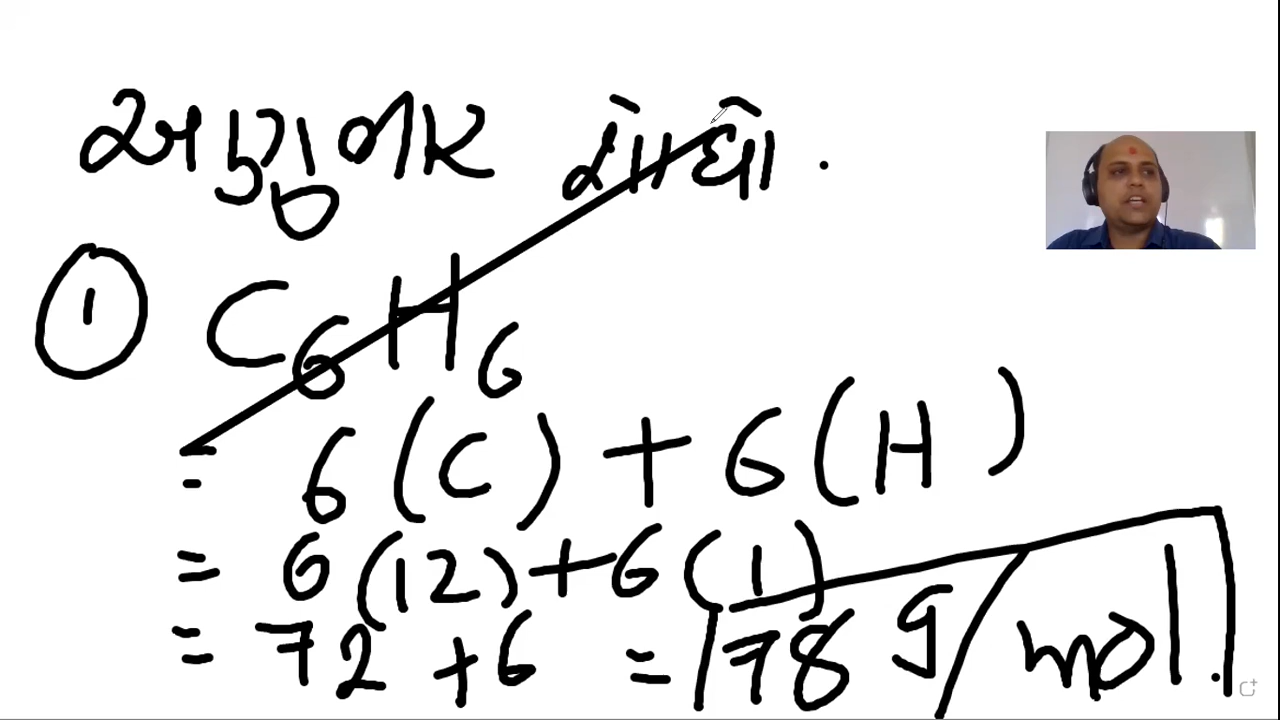 અણુભાર શોધો .
① C₆H₆
= 6(C) + 6(H)
= 6(12) + 6(1)
= 72 + 6 = 78 g/mol.